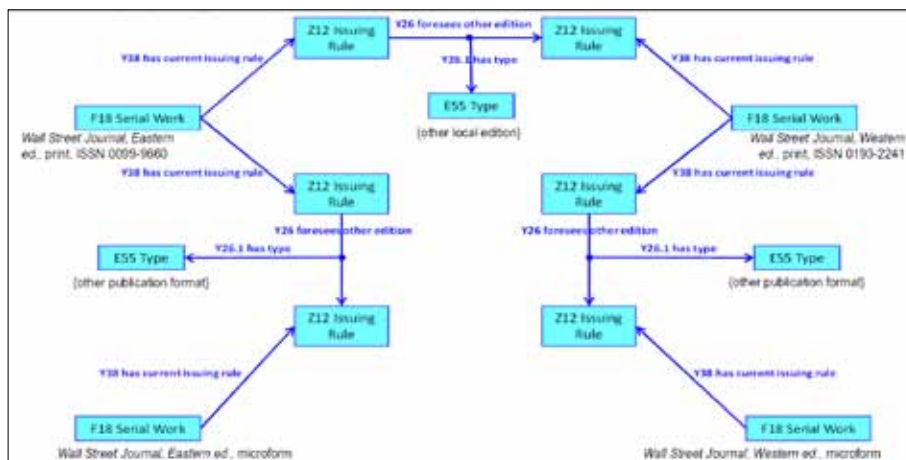 Z12 Issuing
Rule
Y26 foresees other edition
Z12 Issuing
Rule
Y38 has current issuing rule
Y26.1 has type
Y38 has current issuing rule
E55 Type
(other local edition)
F18 Serial Work
Wall Street Journal, Eastern
ed., print, ISSN 0099-9660
F18 Serial Work
Wall Street Journal, Western
ed., print, ISSN 0193-2241
Y38 has current issuing rule
Y38 has current issuing rule
Z12 Issuing
Rule
Z12 Issuing
Rule
Y26 foresees other edition
Y26 foresees other edition
Y26.1 has type
Y26.1 has type
E55 Type
(other publication format)
E55 Type
(other publication format)
Z12 Issuing
Rule
Z12 Issuing
Rule
Y38 has current issuing rule
Y38 has current issuing rule
F18 Serial Work
Wall Street Journal, Eastern ed., microform
F18 Serial Work
Wall Street Journal, Western ed., microform